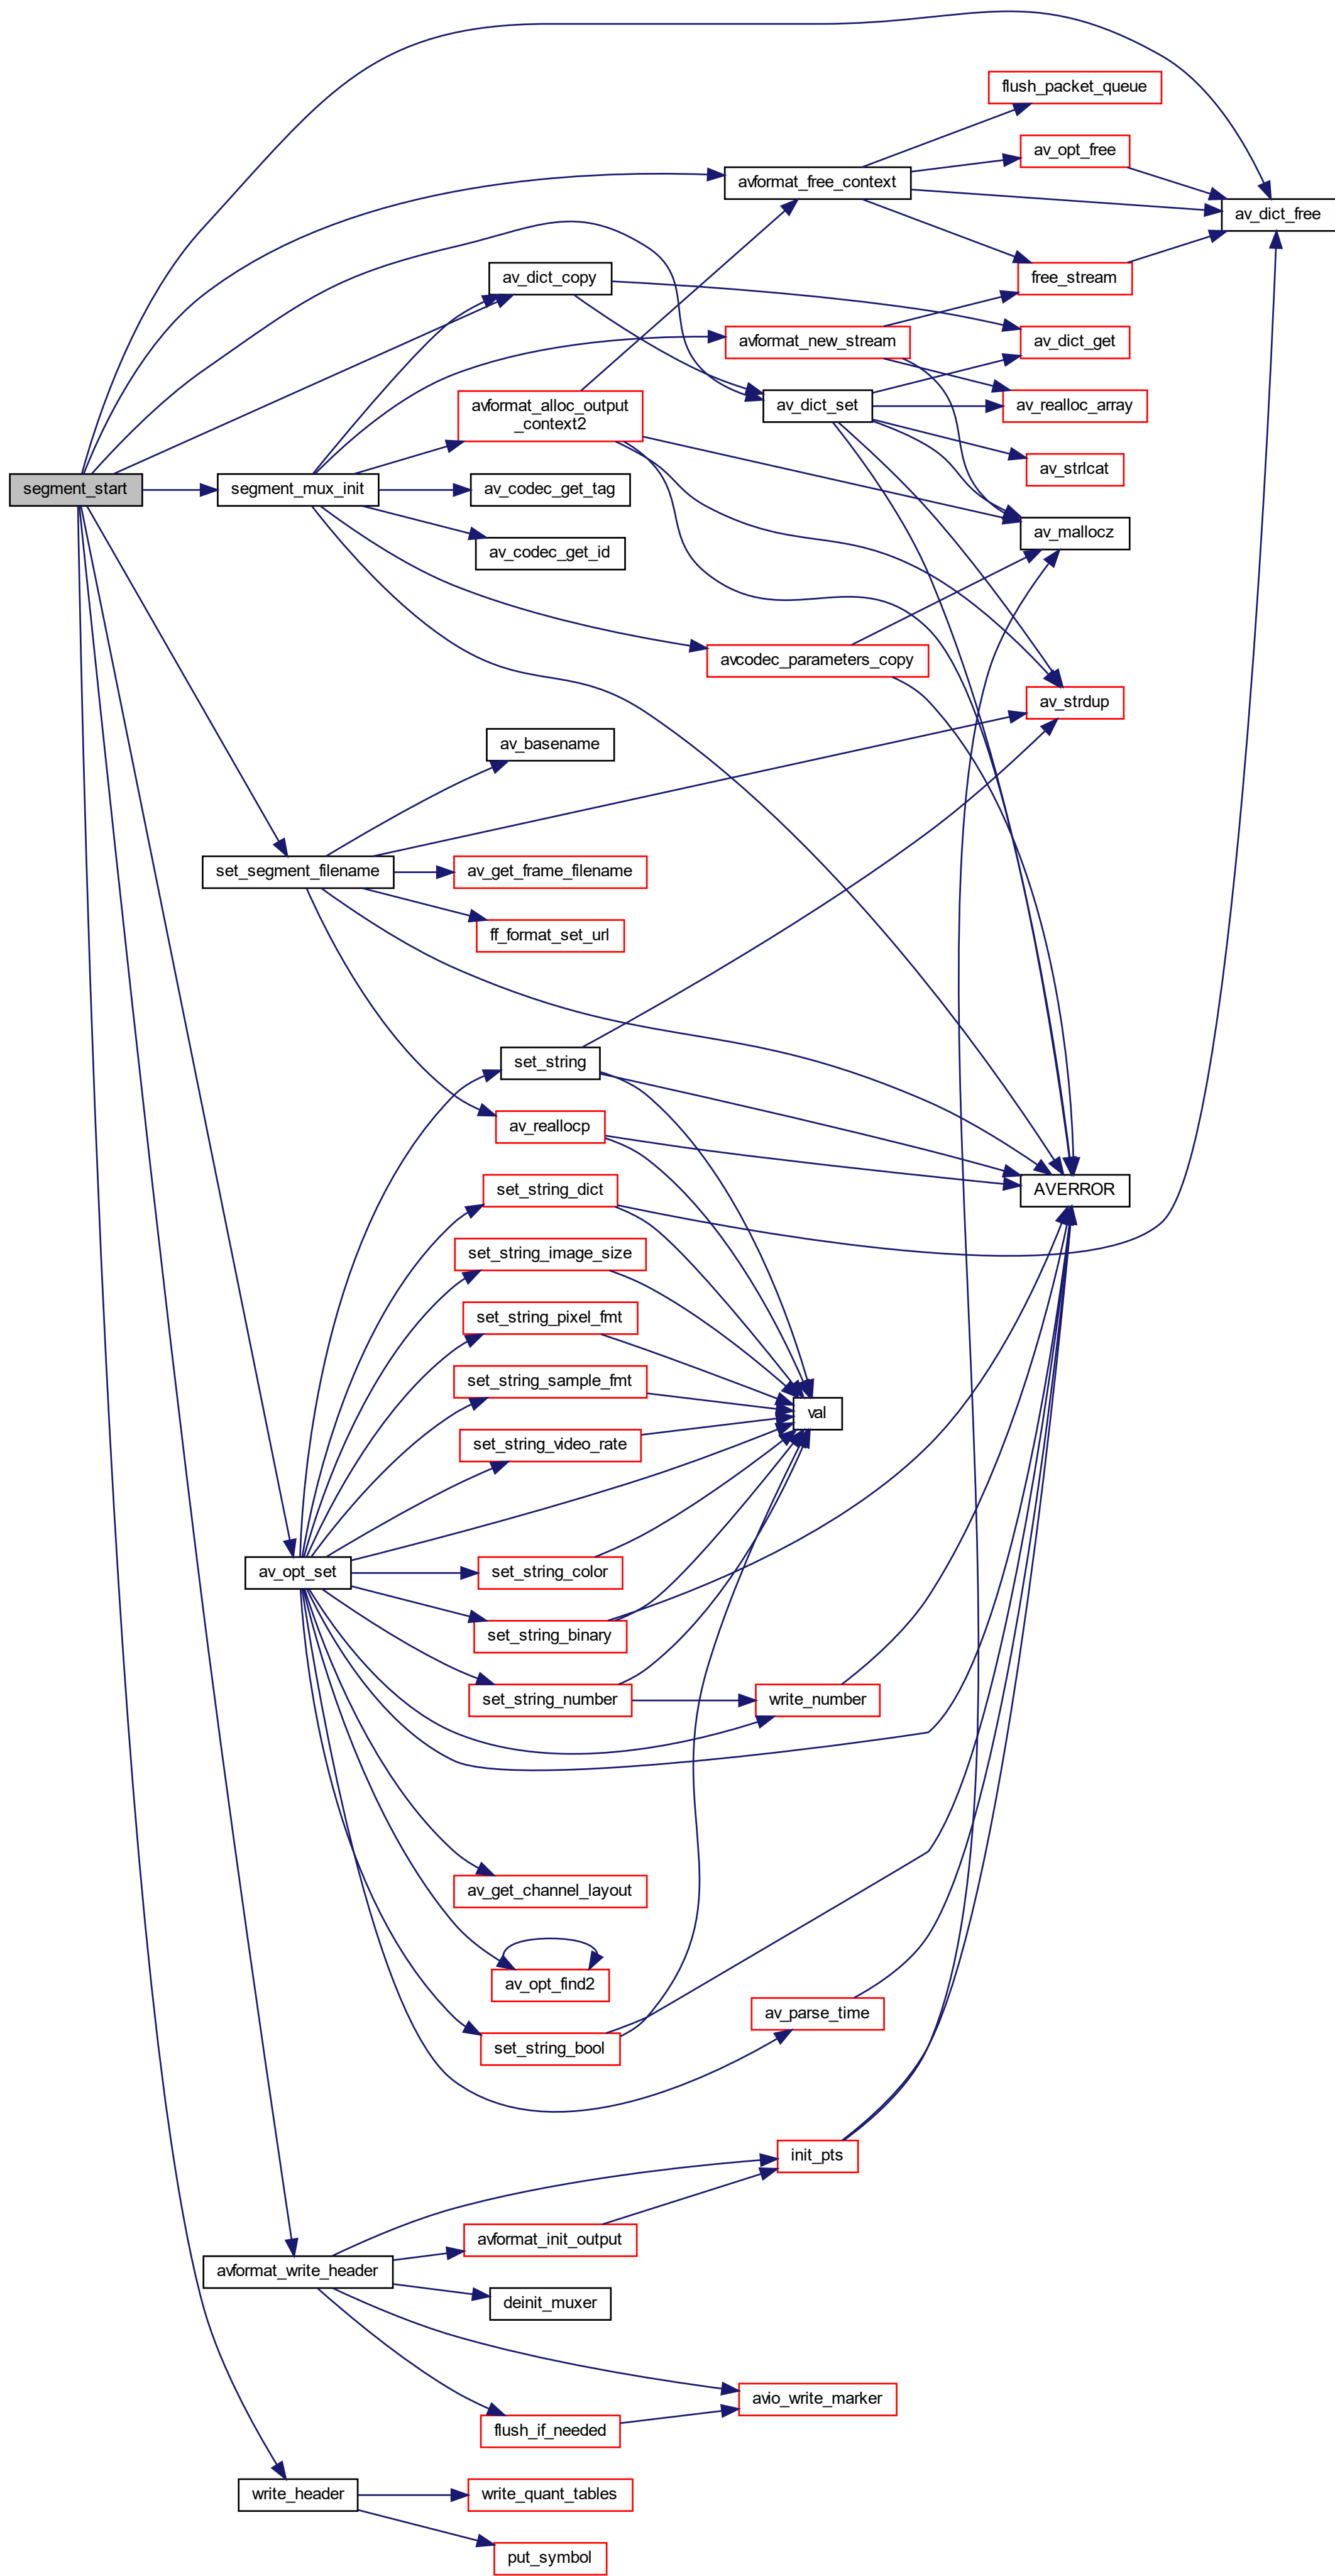 flush_packet_queue
av_opt_free
avformat_free_context
av_dict_free
av_dict_copy
free_stream
avformat_new_stream
av_dict_get
av_dict_set
av_realloc_array
avformat_alloc_output
_context2
av_strlcat
segment_start
segment_mux_init
av_codec_get_tag
av_mallocz
av_codec_get_id
avcodec_parameters_copy
av_strdup
av_basename
set_segment_filename
av_get_frame_filename
ff_format_set_url
set_string
av_reallocp
set_string_dict
AVERROR
set_string_image_size
set_string_pixel_fmt
set_string_sample_fmt
val
set_string_video_rate
av_opt_set
set_string_color
set_string_binary
set_string_number
write_number
av_get_channel_layout
av_opt_find2
av_parse_time
set_string_bool
init_pts
avformat_init_output
avformat_write_header
deinit_muxer
avio_write_marker
flush_if_needed
write_header
write_quant_tables
put_symbol